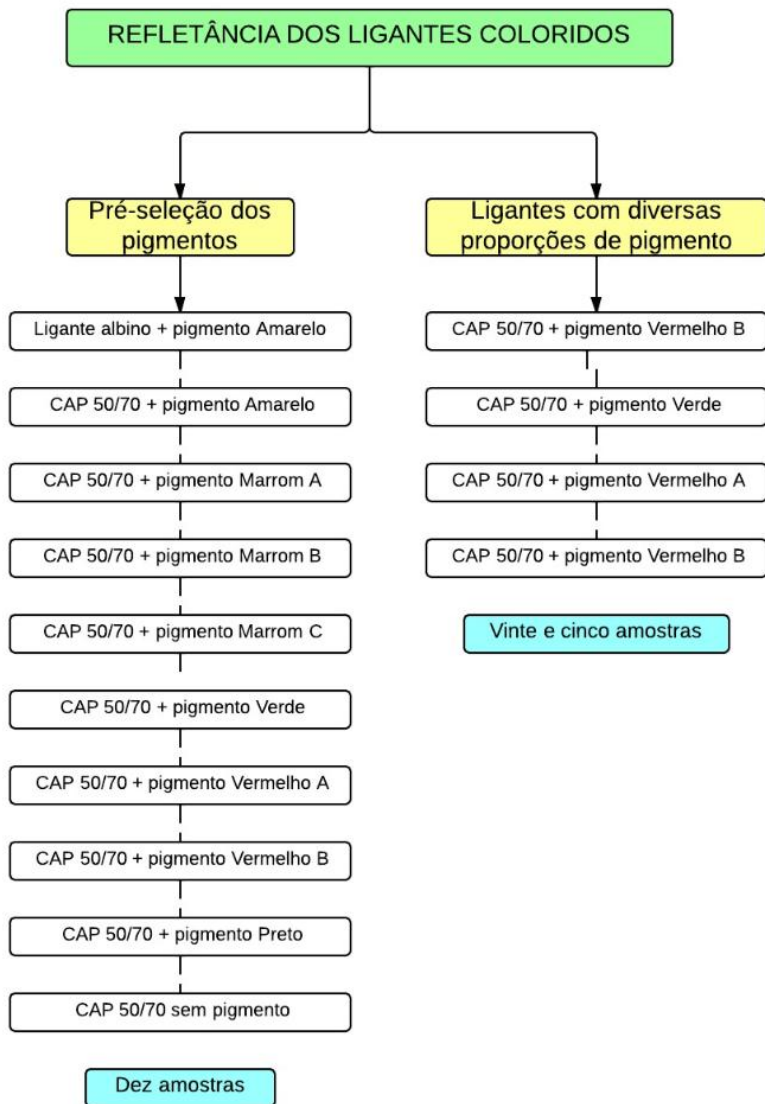 REFLETÂNCIA DOS LIGANTES COLORIDOS
Pré-seleção dos
pigmentos
Ligante albino + pigmento Amarelo
CAP 50/70 + pigmento Amarelo
CAP 50/70 + pigmento Marrom A
CAP 50/70 + pigmento Marrom B
CAP 50/70 + pigmento Marrom C
CAP 50/70 + pigmento Verde
CAP 50/70 + pigmento Vermelho A
CAP 50/70 + pigmento Vermelho B
CAP 50/70 + pigmento Preto
CAP 50/70 sem pigmento
Dez amostras
Ligantes com diversas
proporções de pigmento
CAP 50/70 + pigmento Vermelho B
CAP 50/70 + pigmento Verde
CAP 50/70 + pigmento Vermelho A
CAP 50/70 + pigmento Vermelho B
Vinte e cinco amostras